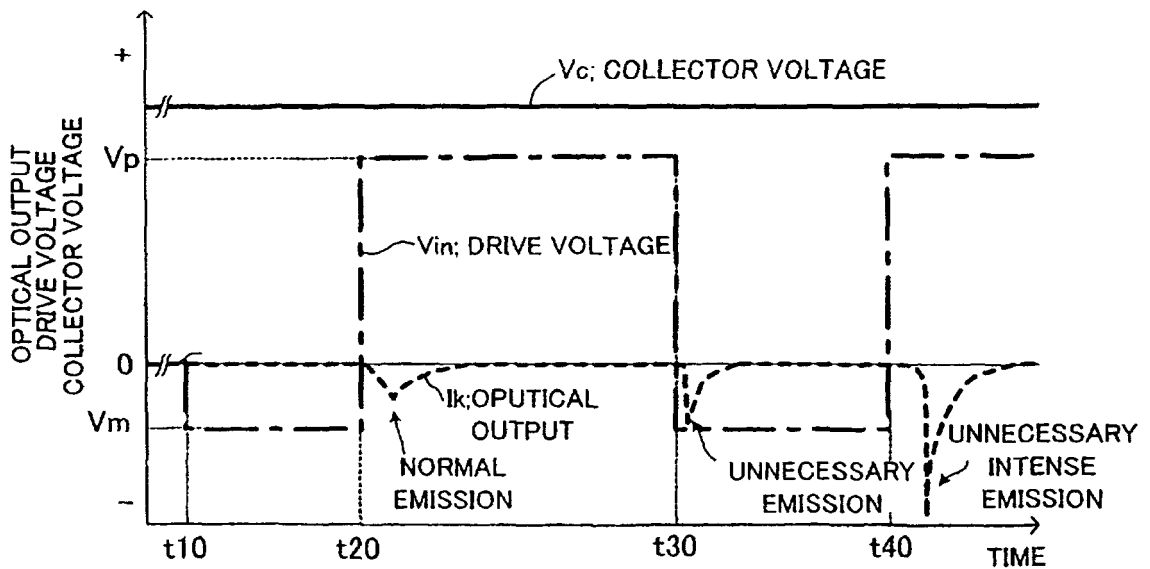 +
Vc; COLLECTOR VOLTAGE
OPTICAL OUTPUT
DRIVE VOLTAGE
COLLECTOR VOLTAGE
Vp
Vin; DRIVE VOLTAGE
0
Ik;OPUTICAL
OUTPUT
Vm
NORMAL
EMISSION
UNNECESSARY
EMISSION
UNNECESSARY
INTENSE
EMISSION
-
t10
t20
t30
t40
TIME